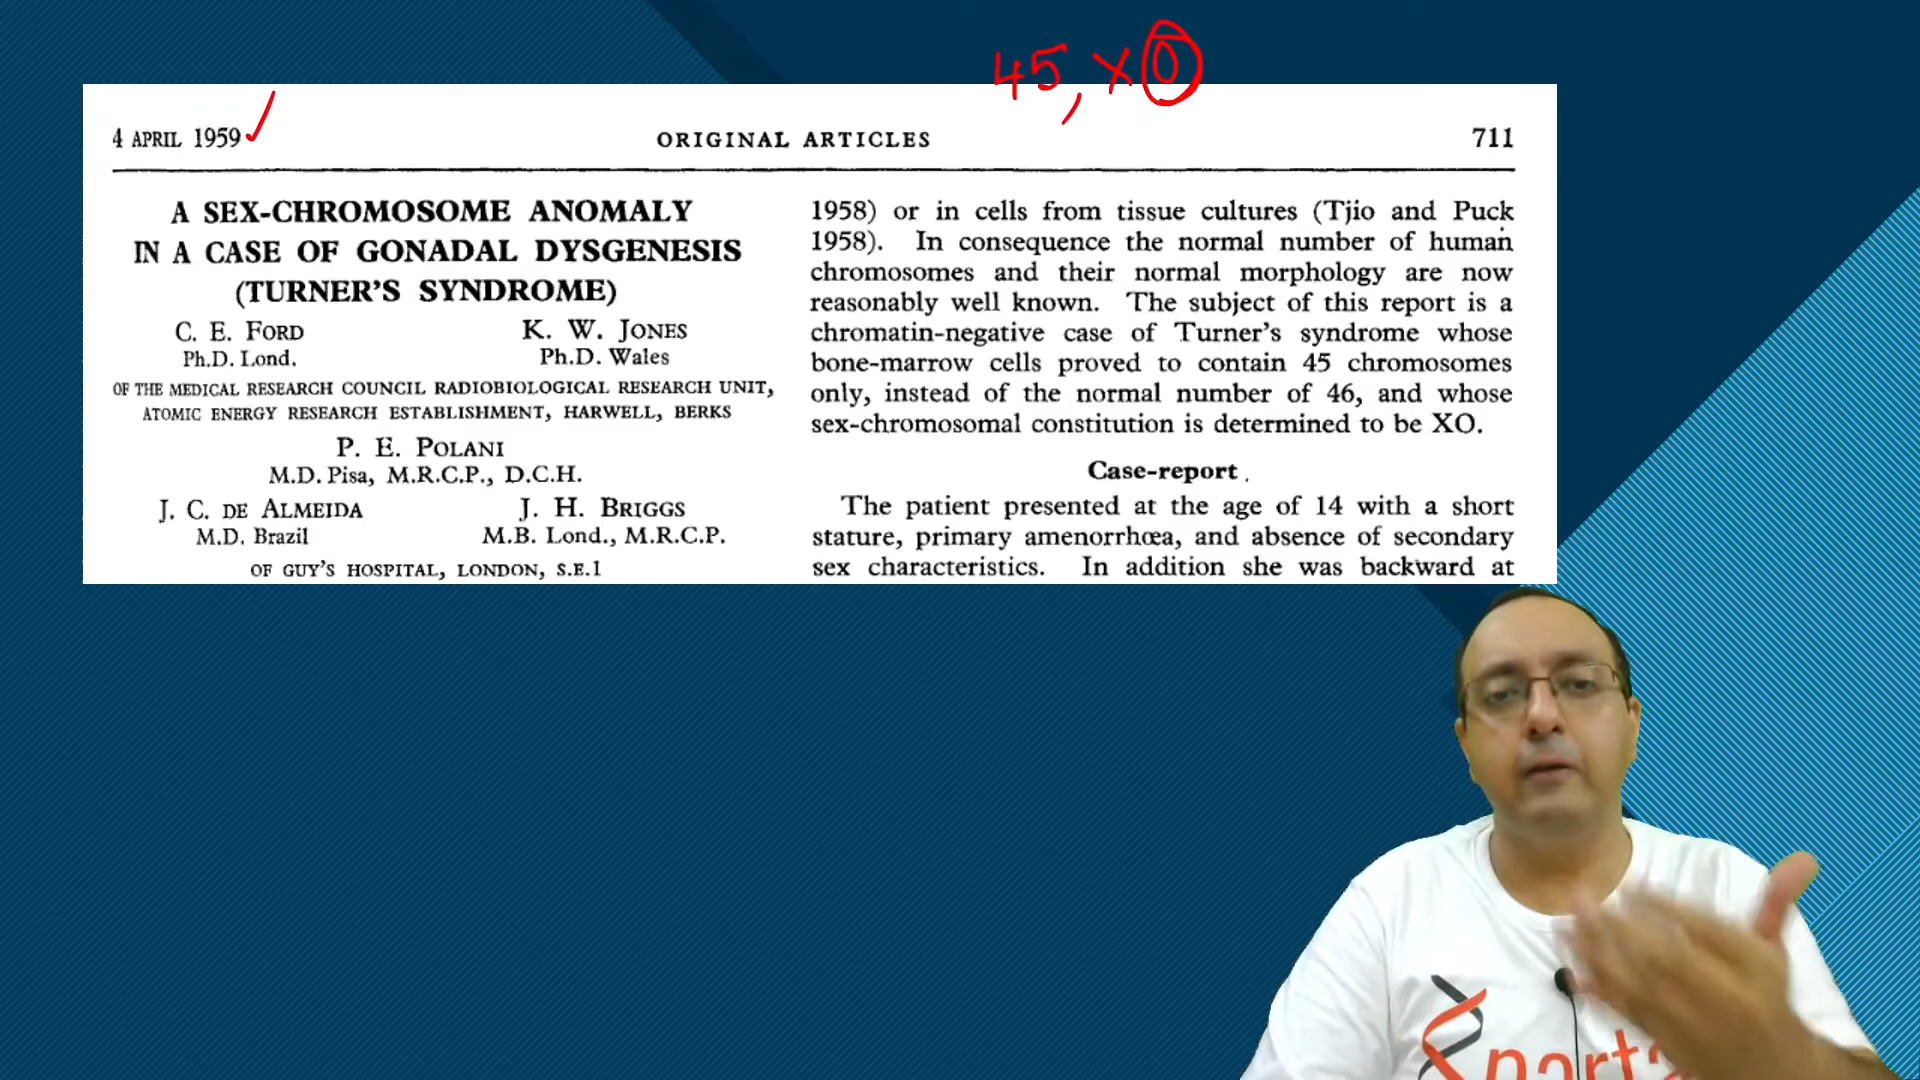 45, XO
4 APRIL 1959 ✓
ORIGINAL ARTICLES
711
A SEX-CHROMOSOME ANOMALY
IN A CASE OF GONADAL DYSGENESIS
(TURNER'S SYNDROME)
C. E. FORD
Ph.D. Lond.
K. W. JONES
Ph.D. Wales
OF THE MEDICAL RESEARCH COUNCIL RADIOBIOLOGICAL RESEARCH UNIT,
ATOMIC ENERGY RESEARCH ESTABLISHMENT, HARWELL, BERKS
P. E. POLANI
M.D. Pisa, M.R.C.P., D.C.H.
J. C. DE ALMEIDA
M.D. Brazil
J. H. BRIGGS
M.B. Lond., M.R.C.P.
OF GUY'S HOSPITAL, LONDON, S.E.1
1958) or in cells from tissue cultures (Tjio and Puck
1958). In consequence the normal number of human
chromosomes and their normal morphology are now
reasonably well known. The subject of this report is a
chromatin-negative case of Turner's syndrome whose
bone-marrow cells proved to contain 45 chromosomes
only, instead of the normal number of 46, and whose
sex-chromosomal constitution is determined to be XO.
Case-report
The patient presented at the age of 14 with a short
stature, primary amenorrhœa, and absence of secondary
sex characteristics. In addition she was backward at